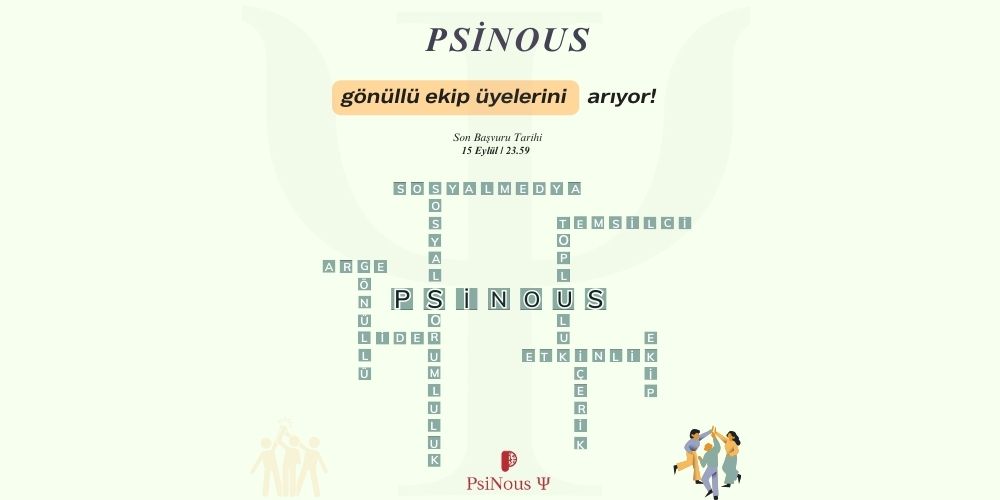 PSİNOUS
gönüllü ekip üyelerini arıyor!
Son Başvuru Tarihi
15 Eylül / 23.59
SOSYALMEDYA
SOSYALSORUMLULUK
TEMSİLCİ
TOPLULUK
ARGE
GÖNÜLLÜ
PSİNOUS
LİDER
ETKİNLİK
EKİP
İÇERİK
PsiNous Ψ